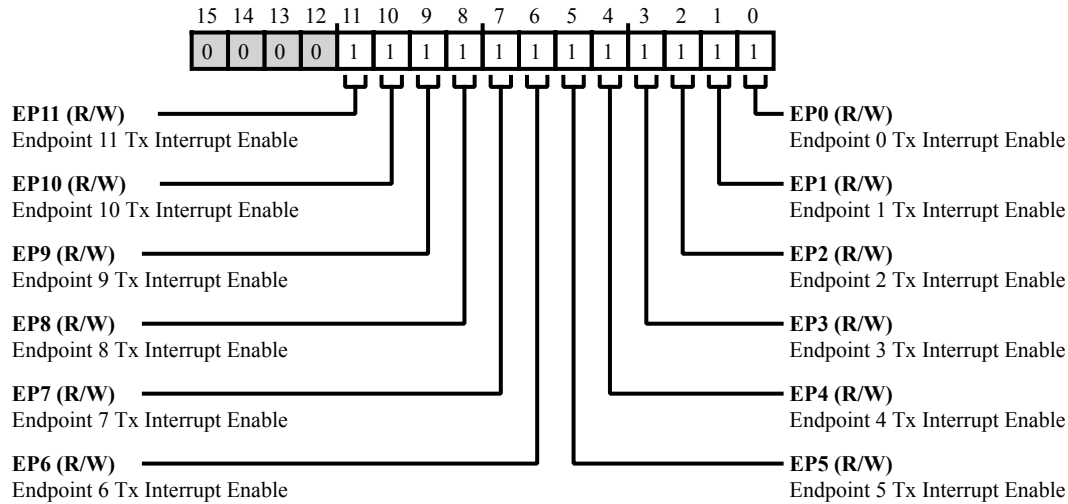 15 14 13 12 11 10 9 8 7 6 5 4 3 2 1 0
0 0 0 0 1 1 1 1 1 1 1 1 1 1 1 1
EP11 (R/W)
Endpoint 11 Tx Interrupt Enable
EP10 (R/W)
Endpoint 10 Tx Interrupt Enable
EP9 (R/W)
Endpoint 9 Tx Interrupt Enable
EP8 (R/W)
Endpoint 8 Tx Interrupt Enable
EP7 (R/W)
Endpoint 7 Tx Interrupt Enable
EP6 (R/W)
Endpoint 6 Tx Interrupt Enable
EP0 (R/W)
Endpoint 0 Tx Interrupt Enable
EP1 (R/W)
Endpoint 1 Tx Interrupt Enable
EP2 (R/W)
Endpoint 2 Tx Interrupt Enable
EP3 (R/W)
Endpoint 3 Tx Interrupt Enable
EP4 (R/W)
Endpoint 4 Tx Interrupt Enable
EP5 (R/W)
Endpoint 5 Tx Interrupt Enable